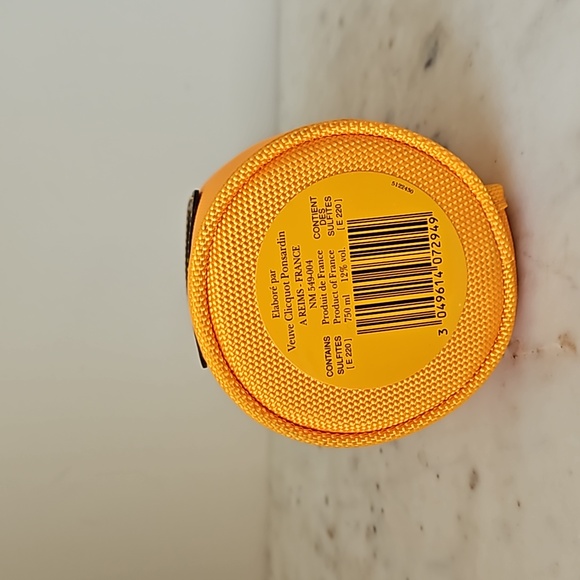 Elaboré par
Veuve Clicquot Ponsardin
A REIMS - FRANCE
NM 549-004
CONTAINS
SULFITES
[ E 220 ]
Produit de France
Product of France
750 ml 12% vol.
CONTIENT
DES
SULFITES
[ E 220 ]
3 049614 072949
5122450